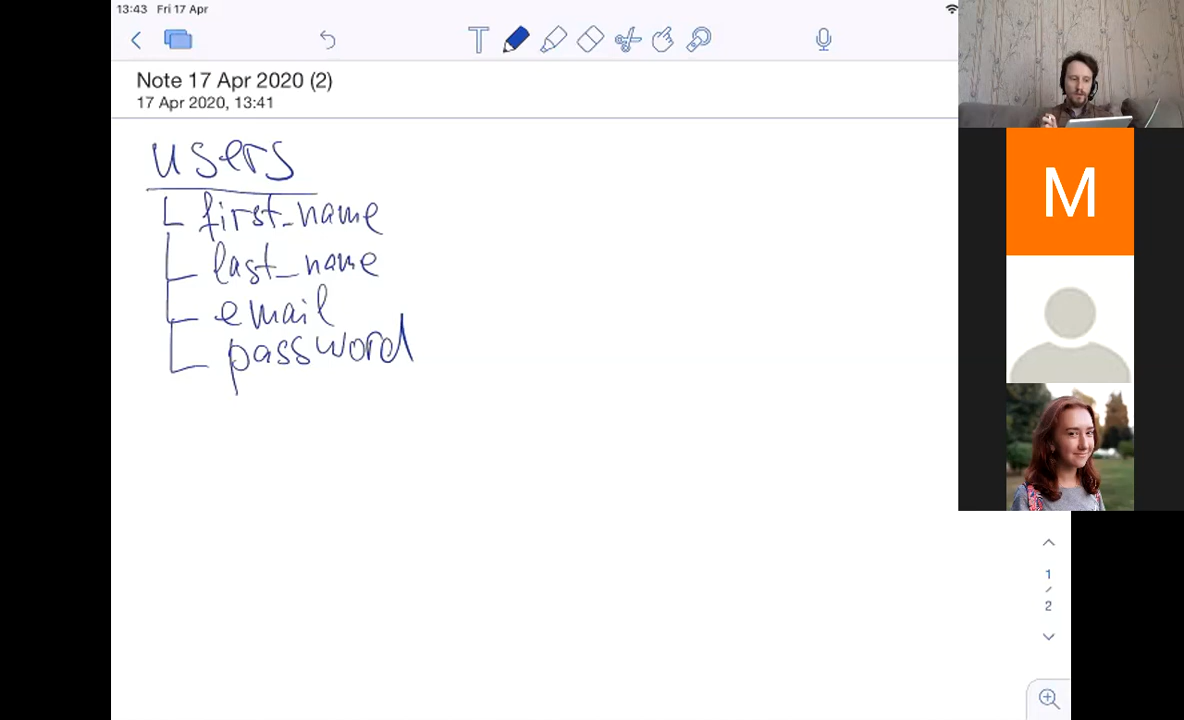 13:43 Fri 17 Apr
Note 17 Apr 2020 (2)
17 Apr 2020, 13:41
users
first_name
last_name
email
password
T
M
1
/
2